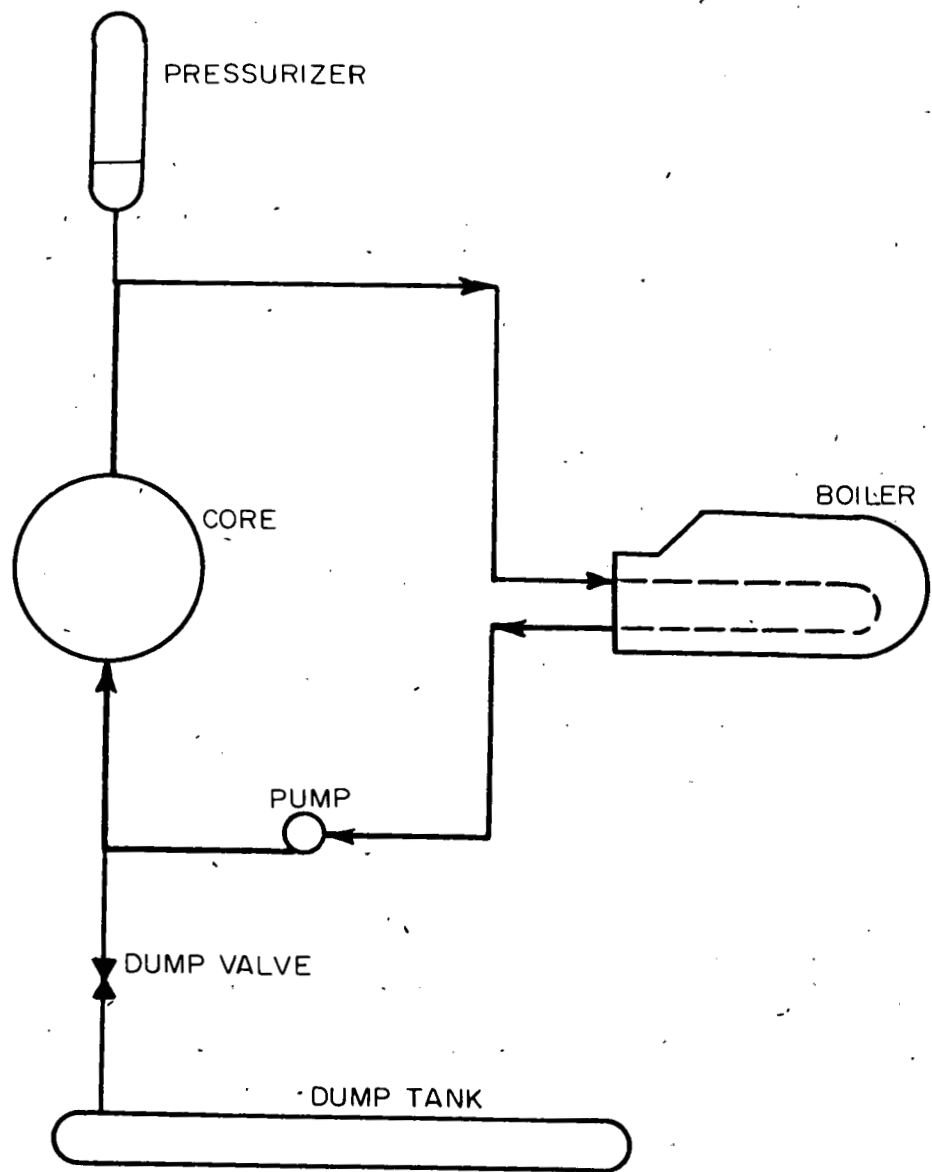 PRESSURIZER
CORE
BOILER
PUMP
DUMP VALVE
DUMP TANK